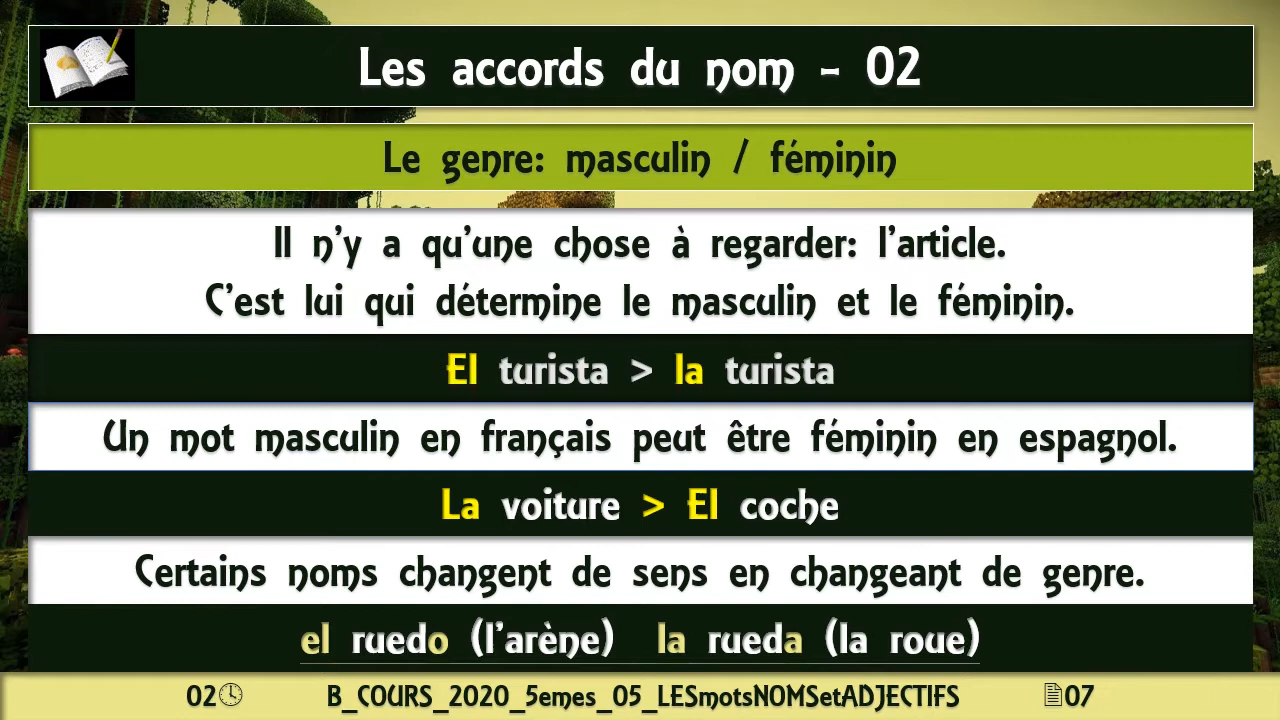 Les accords du nom - 02
Le genre: masculin / féminin
Il n'y a qu'une chose à regarder: l'article.
C'est lui qui détermine le masculin et le féminin.
El turista > la turista
Un mot masculin en français peut être féminin en espagnol.
La voiture > El coche
Certains noms changent de sens en changeant de genre.
el ruedo (l'arène) la rueda (la roue)
02 B_COURS_2020_5emes_05_LESmotsNOMSetADJECTIFS 07